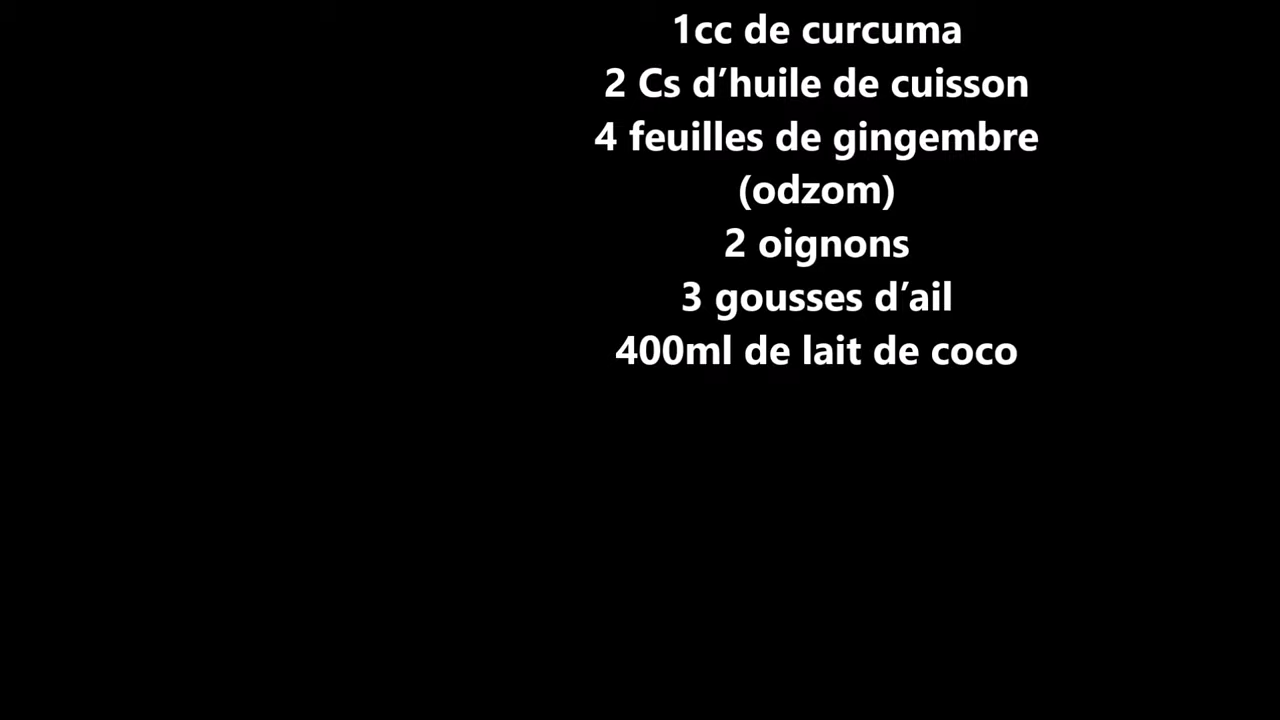 1cc de curcuma
2 Cs d’huile de cuisson
4 feuilles de gingembre
(odzom)
2 oignons
3 gousses d’ail
400ml de lait de coco